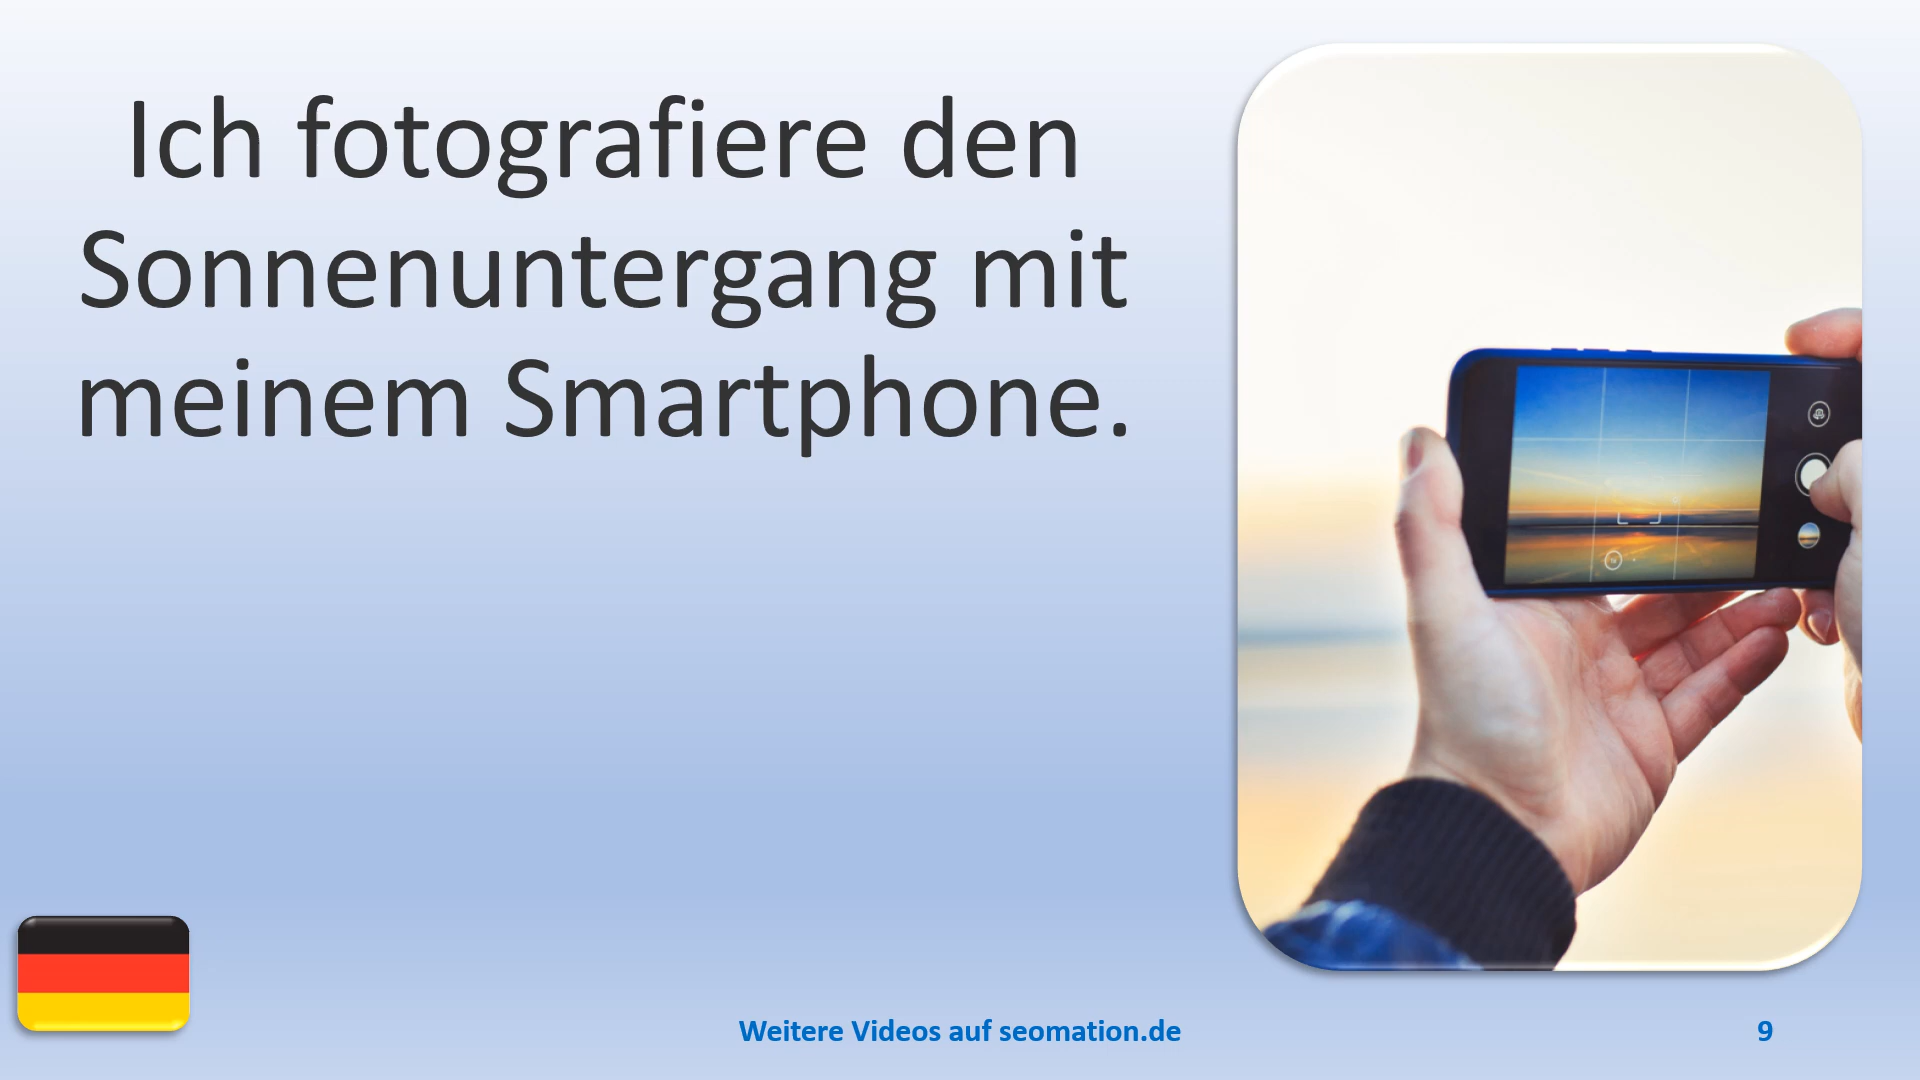 Ich fotografiere den
Sonnenuntergang mit
meinem Smartphone.
Weitere Videos auf seomation.de
9